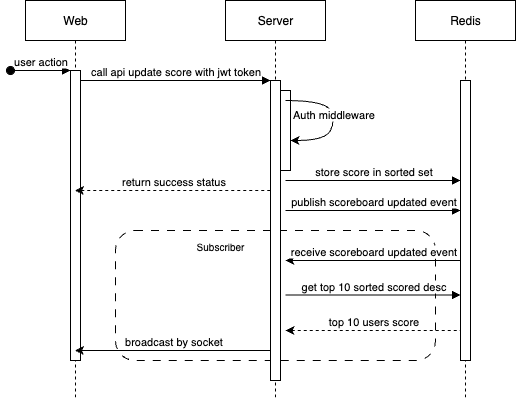 Web
Server
Redis
user action
call api update score with jwt token
Auth middleware
store score in sorted set
return success status
publish scoreboard updated event
Subscriber
receive scoreboard updated event
get top 10 sorted scored desc
top 10 users score
broadcast by socket